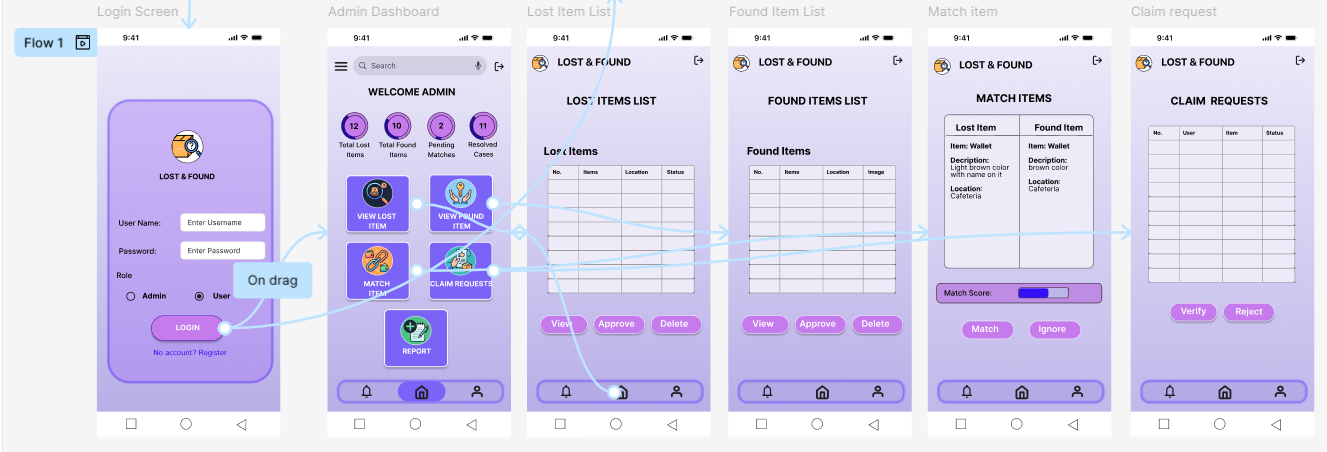 Login Screen
Flow 1
9:41
LOST & FOUND
User Name:
Enter Username
Password:
Enter Password
Role
Admin
User
On drag
LOGIN
No account? Register
Admin Dashboard
9:41
Search
WELCOME ADMIN
12
10
2
11
Total Lost
Items
Total Found
Items
Pending
Matches
Resolved
Cases
VIEW LOST
ITEM
VIEW FOUND
ITEM
MATCH
ITEM
CLAIM REQUESTS
REPORT
Lost Item List
9:41
LOST & FOUND
LOST ITEMS LIST
Lost Items
No. Items Location Status
View Approve Delete
Found Item List
9:41
LOST & FOUND
FOUND ITEMS LIST
Found Items
No. Items Location Image
View Approve Delete
Match item
9:41
LOST & FOUND
MATCH ITEMS
Lost Item
Item: Wallet
Decription:
Light brown color
with name on it
Location:
Cafeteria
Found Item
Item: Wallet
Decription:
brown color
Location:
Cafeteria
Match Score:
Match Ignore
Claim request
9:41
LOST & FOUND
CLAIM REQUESTS
No. User Item Status
Verify Reject